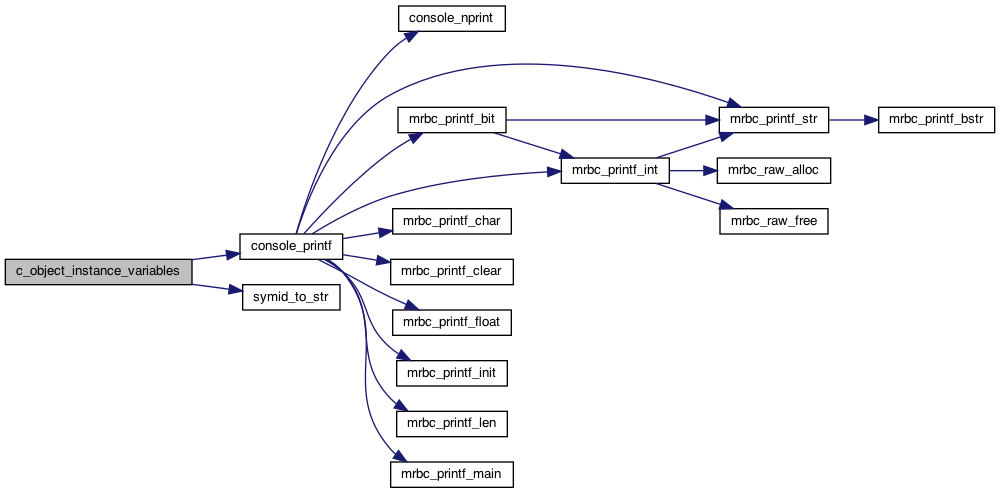 console_nprint
mrbc_printf_bit
mrbc_printf_str
mrbc_printf_bstr
mrbc_printf_int
mrbc_raw_alloc
mrbc_printf_char
mrbc_raw_free
console_printf
c_object_instance_variables
mrbc_printf_clear
symid_to_str
mrbc_printf_float
mrbc_printf_init
mrbc_printf_len
mrbc_printf_main